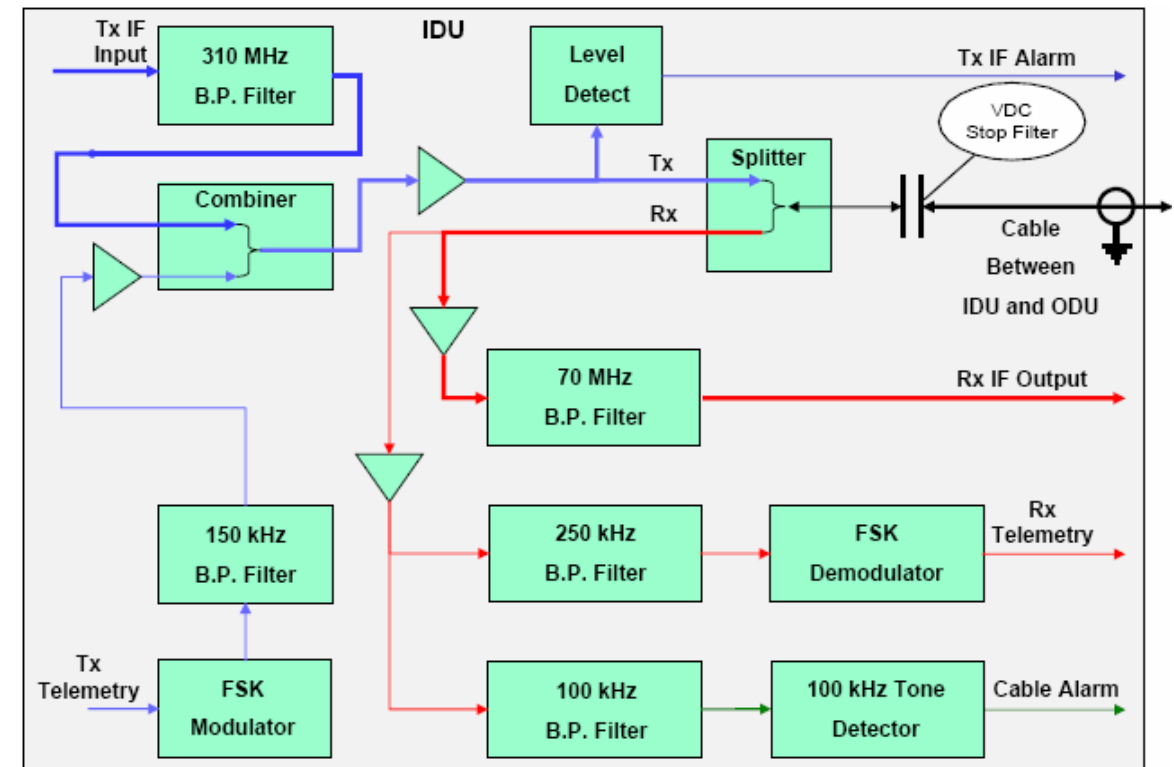 IDU
Tx IF
Input
310 MHz
B.P. Filter
Level
Detect
Tx IF Alarm
VDC
Stop Filter
Combiner
Tx
Splitter
Rx
Cable
Between
IDU and ODU
70 MHz
B.P. Filter
Rx IF Output
150 kHz
B.P. Filter
250 kHz
B.P. Filter
FSK
Demodulator
Rx
Telemetry
Tx
Telemetry
FSK
Modulator
100 kHz
B.P. Filter
100 kHz Tone
Detector
Cable Alarm